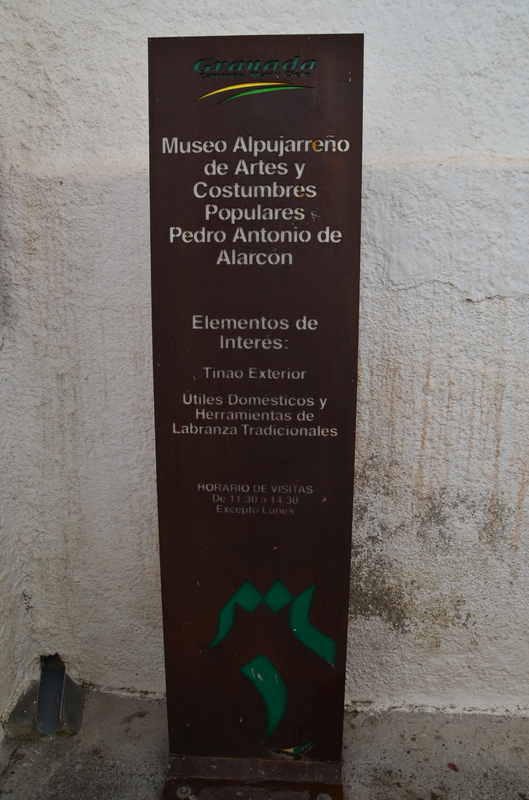 Granada
Museo Alpujarreño
de Artes y
Costumbres
Populares
Pedro Antonio de
Alarcón
Elementos de
Interés:
Tinao Exterior
Útiles Domesticos y
Herramientas de
Labranza Tradicionales
HORARIO DE VISITAS
De 11.30 a 14.30
Excepto Lunes